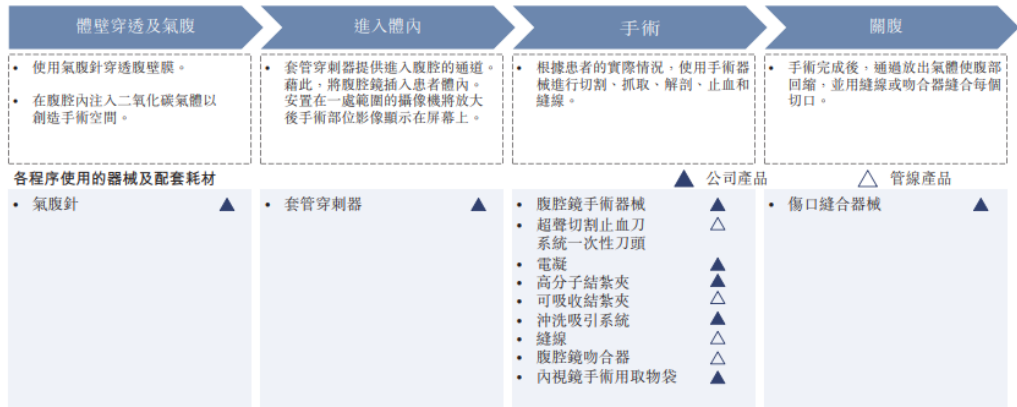 體壁穿透及氣腹
進入體內
手術
關腹
• 使用氣腹針穿透腹壁膜。
• 在腹腔內注入二氧化碳氣體以
創造手術空間。
• 套管穿刺器提供進入腹腔的通道。
藉此，將腹腔鏡插入患者體內。
安置在一處範圍的攝像機將放大
後手術部位影像顯示在屏幕上。
• 根據患者的實際情況，使用手術器
械進行切割、抓取、解剖、止血和
縫線。
• 手術完成後，通過放出氣體使腹部
回縮，並用縫線或吻合器縫合每個
切口。
各程序使用的器械及配套耗材
▲ 公司產品
△ 管線產品
• 氣腹針 ▲
• 套管穿刺器 ▲
• 腹腔鏡手術器械 ▲
• 超聲切割止血刀 △
系統一次性刀頭
• 電凝 ▲
• 高分子結紮夾 ▲
• 可吸收結紮夾 △
• 沖洗吸引系統 ▲
• 縫線 △
• 腹腔鏡吻合器 △
• 內視鏡手術用取物袋 ▲
• 傷口縫合器械 ▲